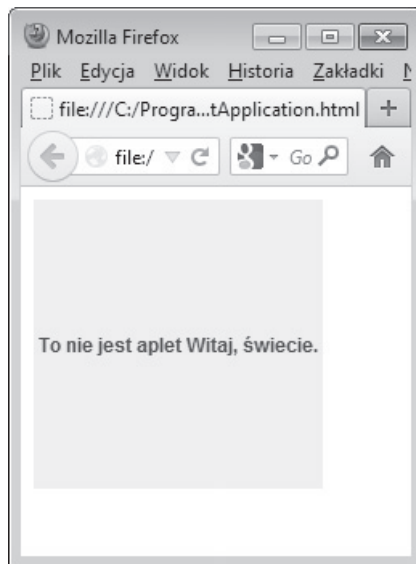 Mozilla Firefox
Plik Edycja Widok Historia Zakładki
file:///C:/Progra...tApplication.html +
file:/ Go
To nie jest aplet Witaj, świecie.